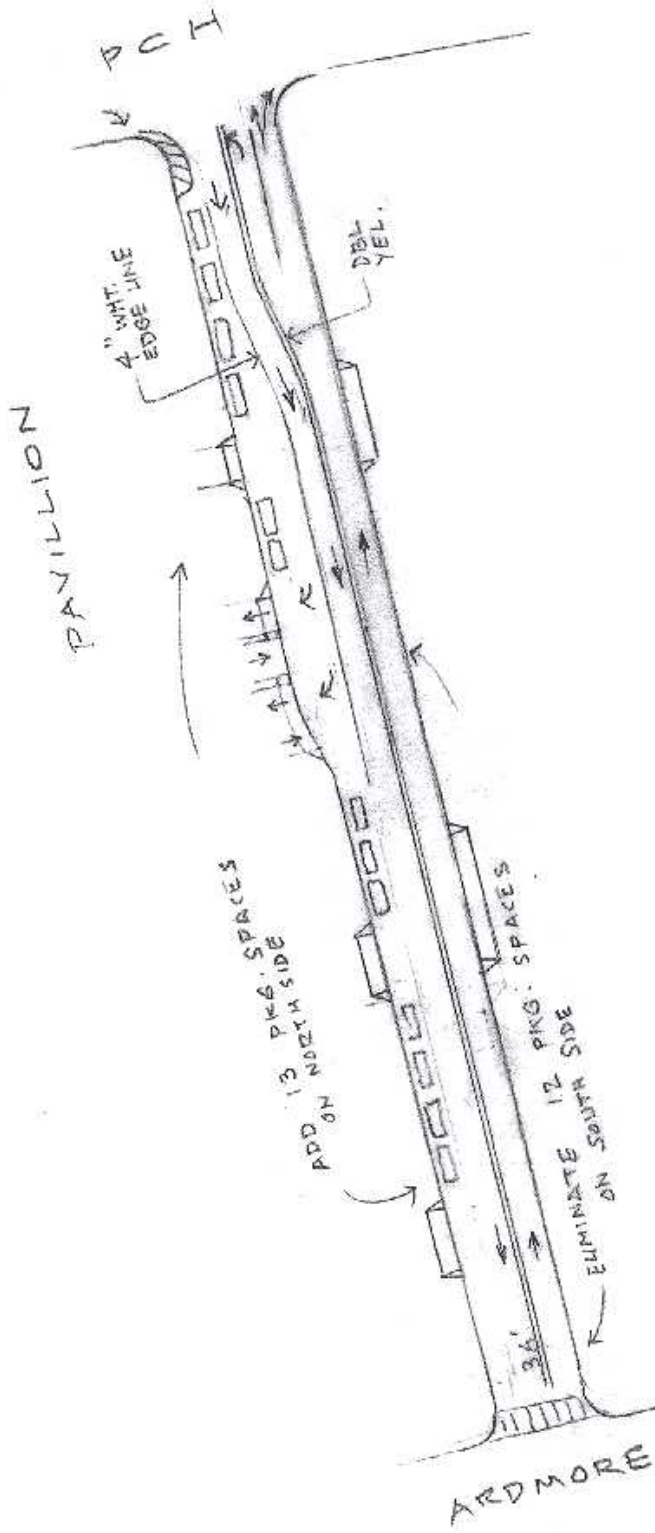 PCH
PAVILLION
4" WHT.
EDGE LINE
DBL
YEL.
ADD 13 PKG. SPACES
ON NORTH SIDE
ELIMINATE 12 PKG. SPACES
ON SOUTH SIDE
36'
ARDMORE